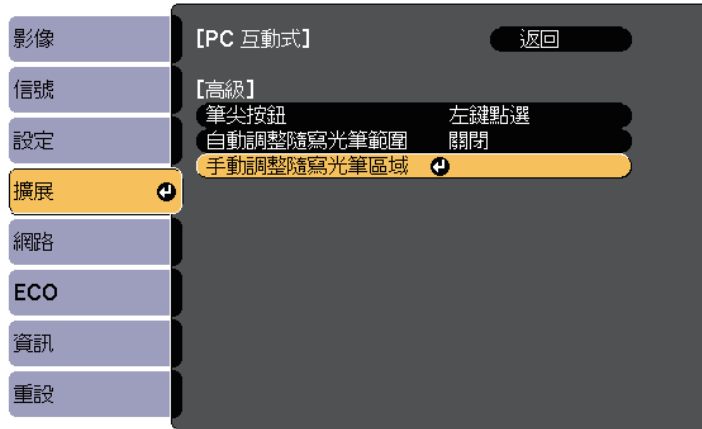 影像
信號
設定
擴展
網路
ECO
資訊
重設
[PC 互動式] 返回
[高級]
筆尖按鈕 左鍵點選
自動調整隨寫光筆範圍 關閉
手動調整隨寫光筆區域